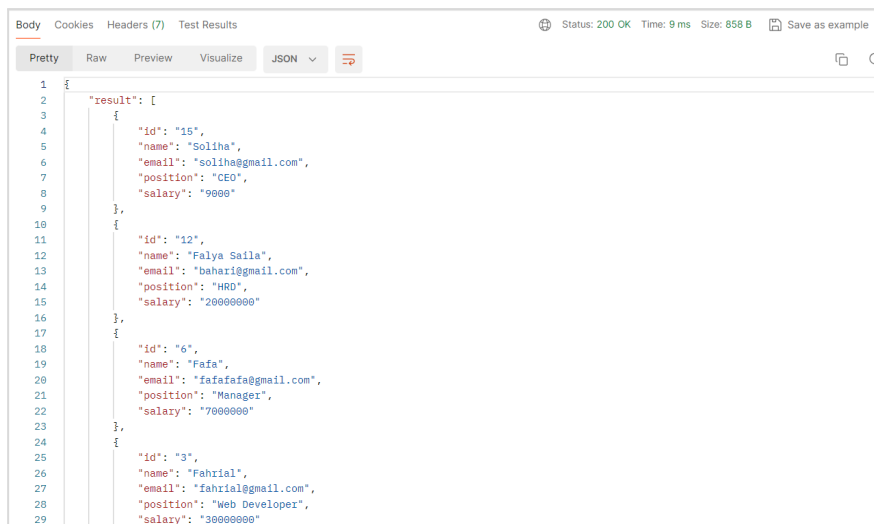 Body Cookies Headers (7) Test Results Status: 200 OK Time: 9 ms Size: 858 B Save as example
Pretty Raw Preview Visualize JSON
1 {
2 "result": [
3 {
4 "id": "15",
5 "name": "Soliha",
6 "email": "soliha@gmail.com",
7 "position": "CEO",
8 "salary": "9000"
9 },
10 {
11 "id": "12",
12 "name": "Falya Saila",
13 "email": "bahari@gmail.com",
14 "position": "HRD",
15 "salary": "20000000"
16 },
17 {
18 "id": "6",
19 "name": "Fafa",
20 "email": "fafafafa@gmail.com",
21 "position": "Manager",
22 "salary": "7000000"
23 },
24 {
25 "id": "3",
26 "name": "Fahrial",
27 "email": "fahrial@gmail.com",
28 "position": "Web Developer",
29 "salary": "30000000"